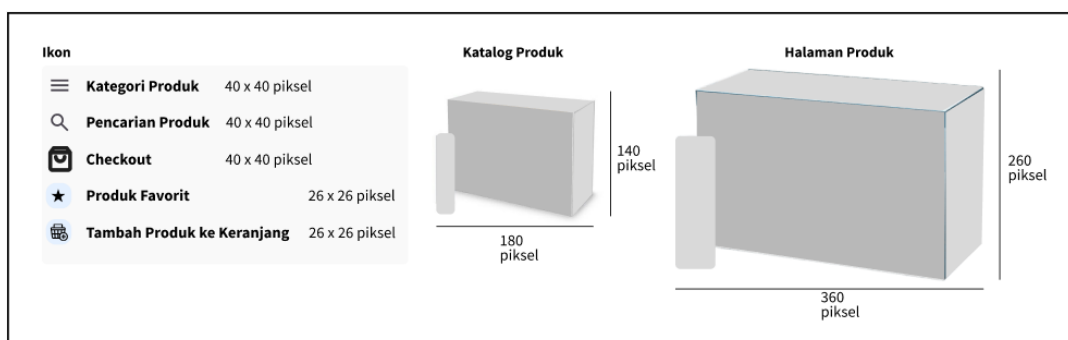 Ikon
Kategori Produk 40 x 40 piksel
Pencarian Produk 40 x 40 piksel
Checkout 40 x 40 piksel
Produk Favorit 26 x 26 piksel
Tambah Produk ke Keranjang 26 x 26 piksel
Katalog Produk
140
piksel
180
piksel
Halaman Produk
260
piksel
360
piksel